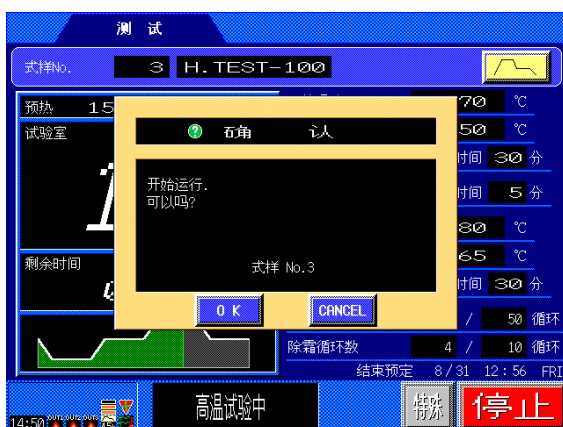 测 试
式样No. 3 H.TEST-100
预热 15
70 ℃
试验室
50 ℃
时间 30 分
确 认
开始运行.
可以吗?
时间 5 分
80 ℃
剩余时间
65 ℃
式样 No.3
时间 30 分
OK CANCEL
/ 50 循环
除霜循环数 4 / 10 循环
结束预定 8/31 12:56 FRI
14:50
高温试验中
特殊
停止